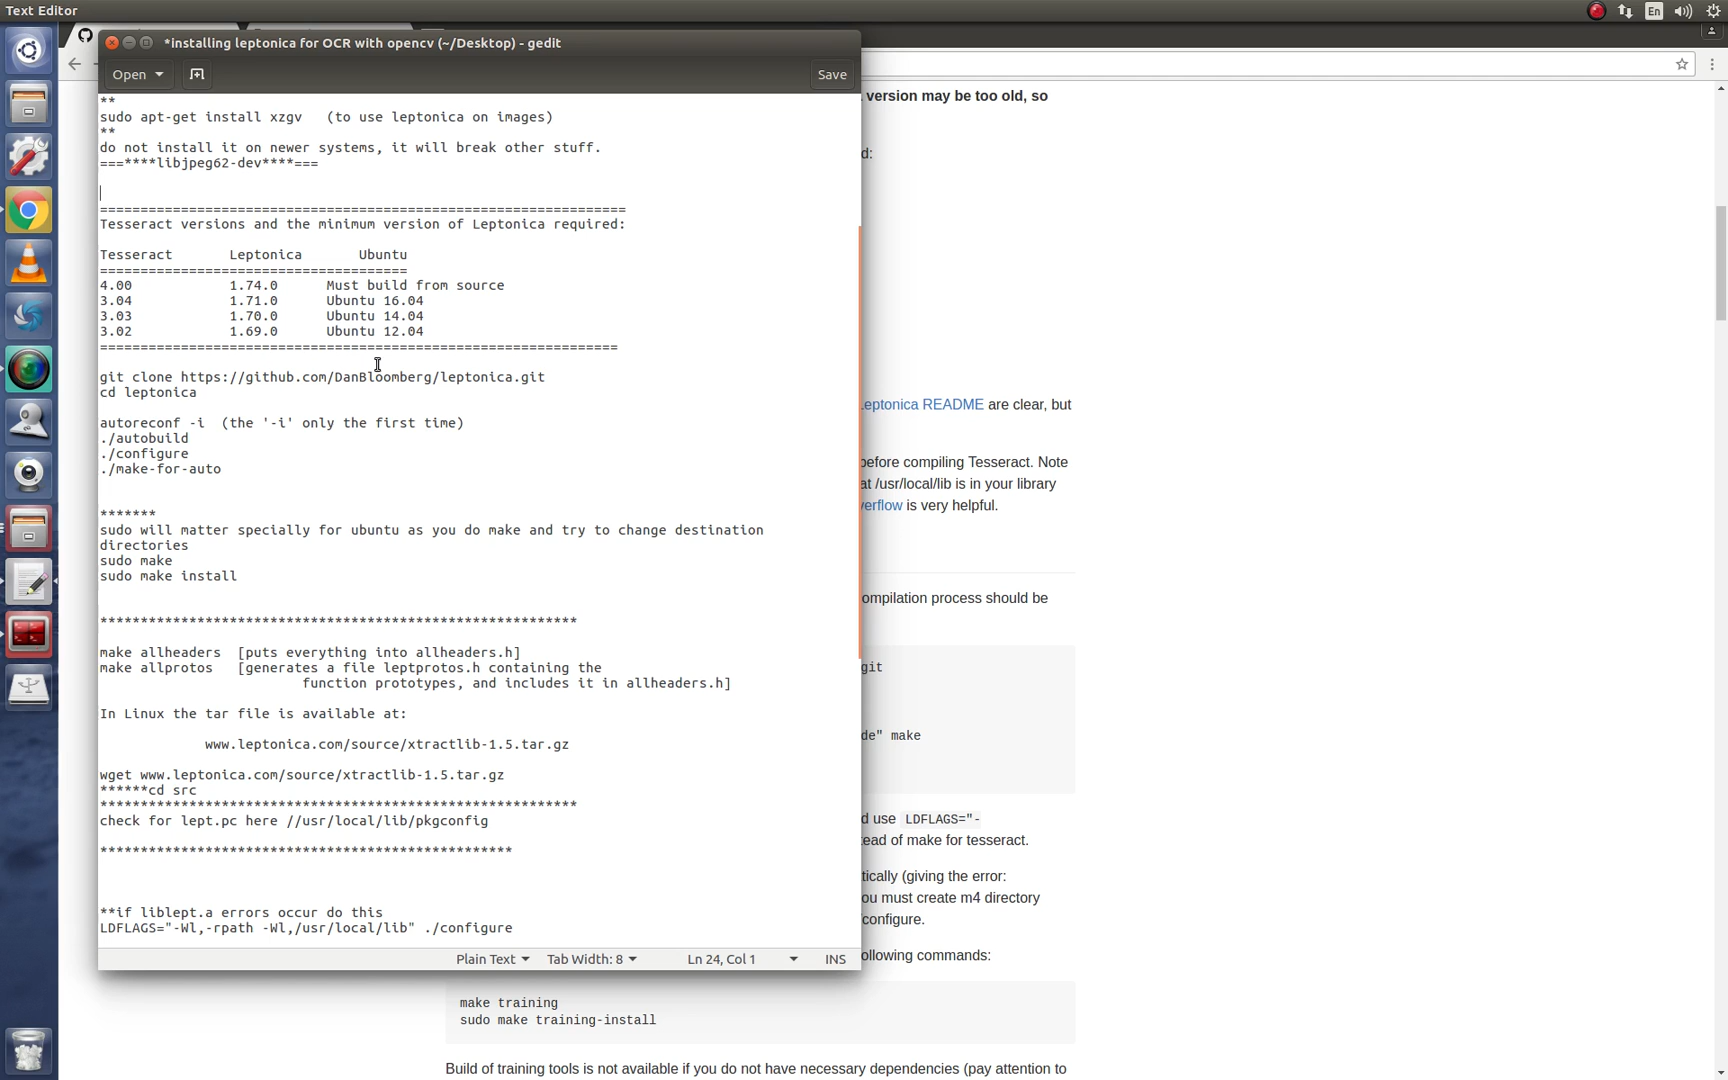 Text Editor
En
*installing leptonica for OCR with opencv (~/Desktop) - gedit
Open
Save
**
sudo apt-get install xzgv   (to use leptonica on images)
**
do not install it on newer systems, it will break other stuff.
===****libjpeg62-dev****===
================================================================
Tesseract versions and the minimum version of Leptonica required:
Tesseract       Leptonica       Ubuntu
======================================
4.00            1.74.0      Must build from source
3.04            1.71.0      Ubuntu 16.04
3.03            1.70.0      Ubuntu 14.04
3.02            1.69.0      Ubuntu 12.04
================================================================
git clone https://github.com/DanBloomberg/leptonica.git
cd leptonica
autoreconf -i  (the '-i' only the first time)
./autobuild
./configure
./make-for-auto
*******
sudo will matter specially for ubuntu as you do make and try to change destination
directories
sudo make
sudo make install
***********************************************************
make allheaders  [puts everything into allheaders.h]
make allprotos   [generates a file leptprotos.h containing the
function prototypes, and includes it in allheaders.h]
In Linux the tar file is available at:
www.leptonica.com/source/xtractlib-1.5.tar.gz
wget www.leptonica.com/source/xtractlib-1.5.tar.gz
******cd src
***********************************************************
check for lept.pc here //usr/local/lib/pkgconfig
***************************************************
**if liblept.a errors occur do this
LDFLAGS="-Wl,-rpath -Wl,/usr/local/lib" ./configure
Plain Text
Tab Width: 8
Ln 24, Col 1
INS
version may be too old, so
d:
eptonica README are clear, but
before compiling Tesseract. Note
at /usr/local/lib is in your library
erflow is very helpful.
ompilation process should be
git
de" make
d use LDFLAGS="-
ead of make for tesseract.
tically (giving the error:
ou must create m4 directory
configure.
ollowing commands:
make training
sudo make training-install
Build of training tools is not available if you do not have necessary dependencies (pay attention to